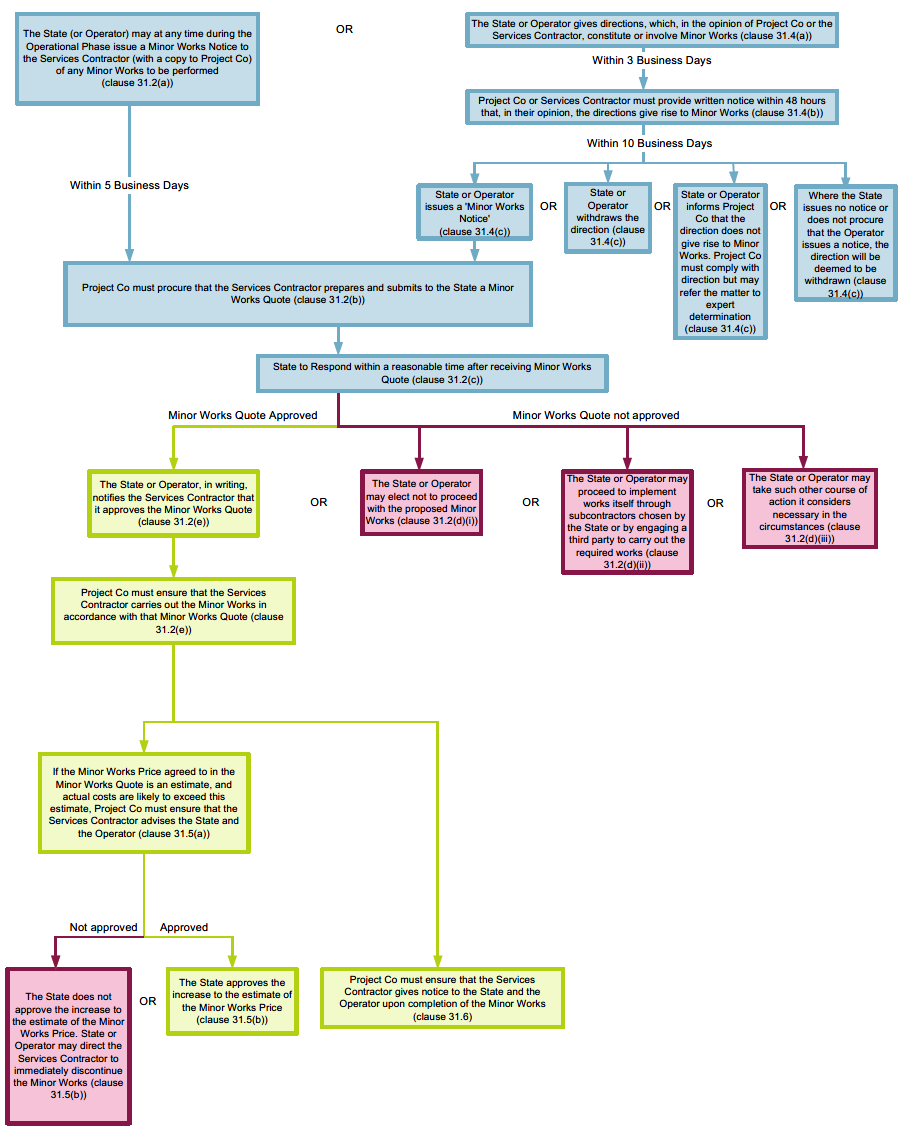 The State (or Operator) may at any time during the
Operational Phase issue a Minor Works Notice to
the Services Contractor (with a copy to Project Co)
of any Minor Works to be performed
(clause 31.2(a))
OR
The State or Operator gives directions, which, in the opinion of Project Co or the
Services Contractor, constitute or involve Minor Works (clause 31.4(a))
Within 3 Business Days
Project Co or Services Contractor must provide written notice within 48 hours
that, in their opinion, the directions give rise to Minor Works (clause 31.4(b))
Within 10 Business Days
Within 5 Business Days
State or Operator
issues a 'Minor Works
Notice'
(clause 31.4(c))
OR
State or
Operator
withdraws the
direction (clause
31.4(c))
OR
State or Operator
informs Project
Co that the
direction does not
give rise to Minor
Works. Project Co
must comply with
direction but may
refer the matter to
expert
determination
(clause 31.4(c))
OR
Where the State
issues no notice or
does not procure
that the Operator
issues a notice, the
direction will be
deemed to be
withdrawn (clause
31.4(c))
Project Co must procure that the Services Contractor prepares and submits to the State a Minor
Works Quote (clause 31.2(b))
State to Respond within a reasonable time after receiving Minor Works
Quote (clause 31.2(c))
Minor Works Quote Approved
Minor Works Quote not approved
The State or Operator, in writing,
notifies the Services Contractor that
it approves the Minor Works Quote
(clause 31.2(e))
OR
The State or Operator
may elect not to proceed
with the proposed Minor
Works (clause 31.2(d)(i))
OR
The State or Operator may
proceed to implement
works itself through
subcontractors chosen by
the State or by engaging a
third party to carry out the
required works (clause
31.2(d)(ii))
OR
The State or Operator may
take such other course of
action it considers
necessary in the
circumstances (clause
31.2(d)(iii))
Project Co must ensure that the Services
Contractor carries out the Minor Works in
accordance with that Minor Works Quote (clause
31.2(e))
If the Minor Works Price agreed to in the
Minor Works Quote is an estimate, and
actual costs are likely to exceed this
estimate, Project Co must ensure that the
Services Contractor advises the State and
the Operator (clause 31.5(a))
Not approved
Approved
The State does not
approve the increase to
the estimate of the Minor
Works Price. State or
Operator may direct the
Services Contractor to
immediately discontinue
the Minor Works (clause
31.5(b))
OR
The State approves the
increase to the estimate of
the Minor Works Price
(clause 31.5(b))
Project Co must ensure that the Services
Contractor gives notice to the State and the
Operator upon completion of the Minor Works
(clause 31.6)